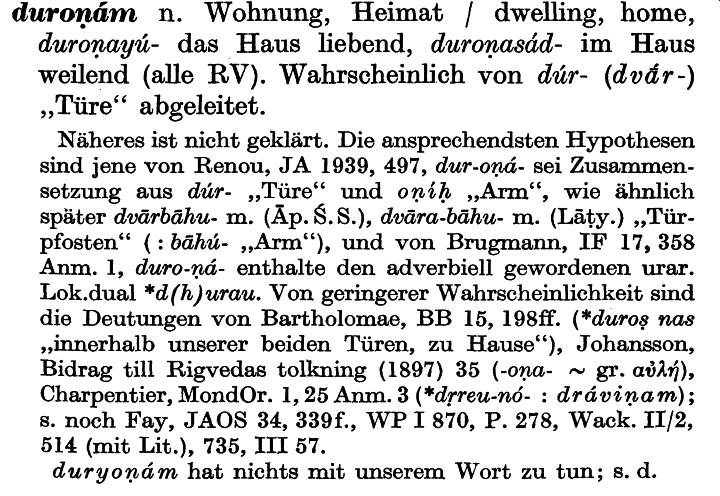 duroṇám n. Wohnung, Heimat / dwelling, home,
duroṇayú- das Haus liebend, duroṇasád- im Haus
weilend (alle RV). Wahrscheinlich von dúr- (dvā́r-)
„Türe“ abgeleitet.
Näheres ist nicht geklärt. Die ansprechendsten Hypothesen
sind jene von Renou, JA 1939, 497, dur-oṇá- sei Zusammen-
setzung aus dúr- „Türe“ und oṇíḥ „Arm“, wie ähnlich
später dvārbāhu- m. (Āp.Ś.S.), dvāra-bāhu- m. (Lāṭy.) „Tür-
pfosten“ (: bāhú- „Arm“), und von Brugmann, IF 17, 358
Anm. 1, duro-ṇá- enthalte den adverbiell gewordenen urar.
Lok.dual *d(h)urau. Von geringerer Wahrscheinlichkeit sind
die Deutungen von Bartholomae, BB 15, 198ff. (*duroṣ nas
„innerhalb unserer beiden Türen, zu Hause“), Johansson,
Bidrag till Rigvedas tolkning (1897) 35 (-oṇa- ~ gr. αὐλή),
Charpentier, MondOr. 1, 25 Anm. 3 (*dṛreu-nó- : dráviṇam);
s. noch Fay, JAOS 34, 339f., WP I 870, P. 278, Wack. II/2,
514 (mit Lit.), 735, III 57.
duryoṇám hat nichts mit unserem Wort zu tun; s. d.